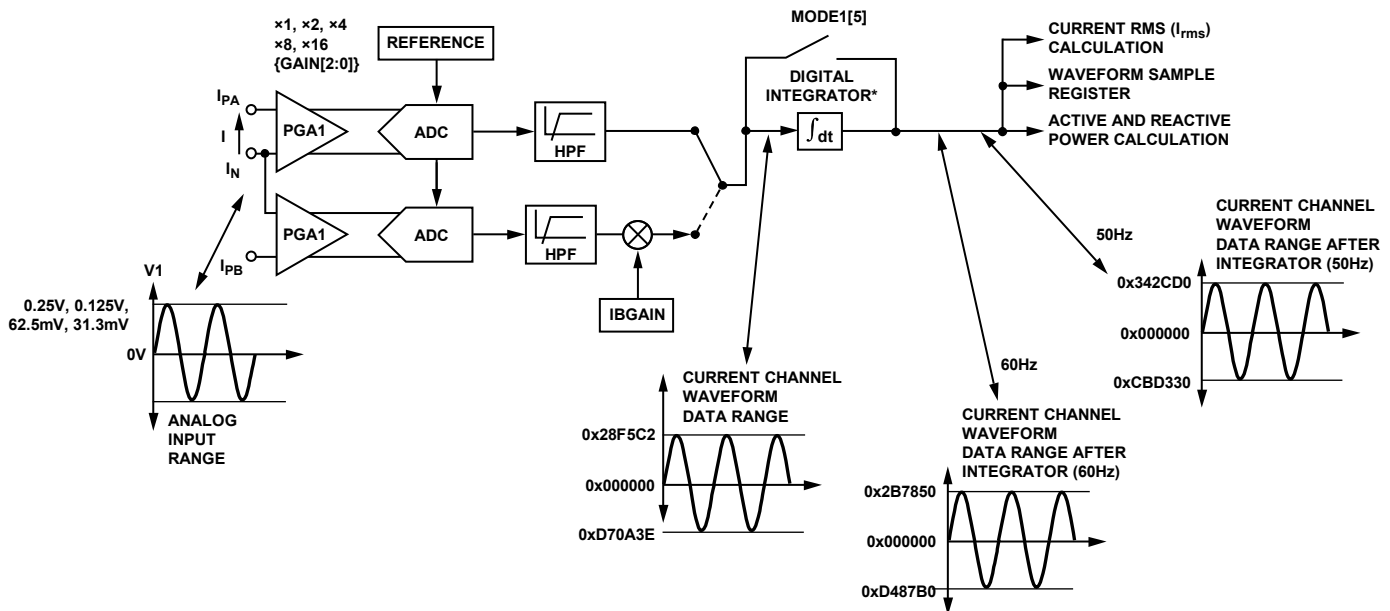 ×1, ×2, ×4
×8, ×16
{GAIN[2:0]}
REFERENCE
MODE1[5]
CURRENT RMS (Irms)
CALCULATION
WAVEFORM SAMPLE
REGISTER
ACTIVE AND REACTIVE
POWER CALCULATION
DIGITAL
INTEGRATOR*
∫dt
IPA
I
IN
PGA1
ADC
HPF
IPB
PGA1
ADC
HPF
IBGAIN
V1
0.25V, 0.125V,
62.5mV, 31.3mV
0V
ANALOG
INPUT
RANGE
CURRENT CHANNEL
WAVEFORM
DATA RANGE
0x28F5C2
0x000000
0xD70A3E
60Hz
CURRENT CHANNEL
WAVEFORM
DATA RANGE AFTER
INTEGRATOR (60Hz)
0x2B7850
0x000000
0xD487B0
50Hz
CURRENT CHANNEL
WAVEFORM
DATA RANGE AFTER
INTEGRATOR (50Hz)
0x342CD0
0x000000
0xCBD330